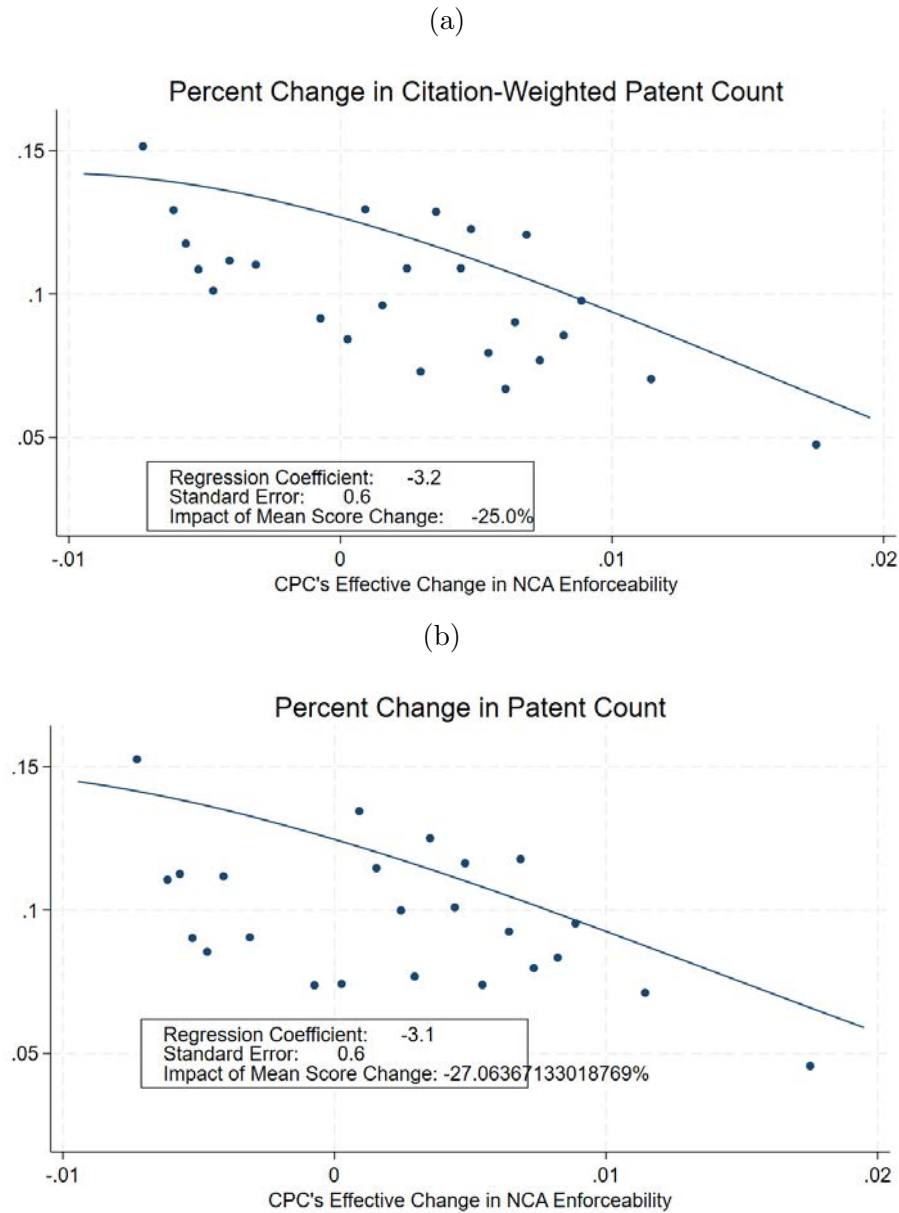 (a)
Percent Change in Citation-Weighted Patent Count
.15
.1
.05
Regression Coefficient: -3.2
Standard Error: 0.6
Impact of Mean Score Change: -25.0%
-.01 0 .01 .02
CPC's Effective Change in NCA Enforceability
(b)
Percent Change in Patent Count
.15
.1
.05
Regression Coefficient: -3.1
Standard Error: 0.6
Impact of Mean Score Change: -27.06367133018769%
-.01 0 .01 .02
CPC's Effective Change in NCA Enforceability